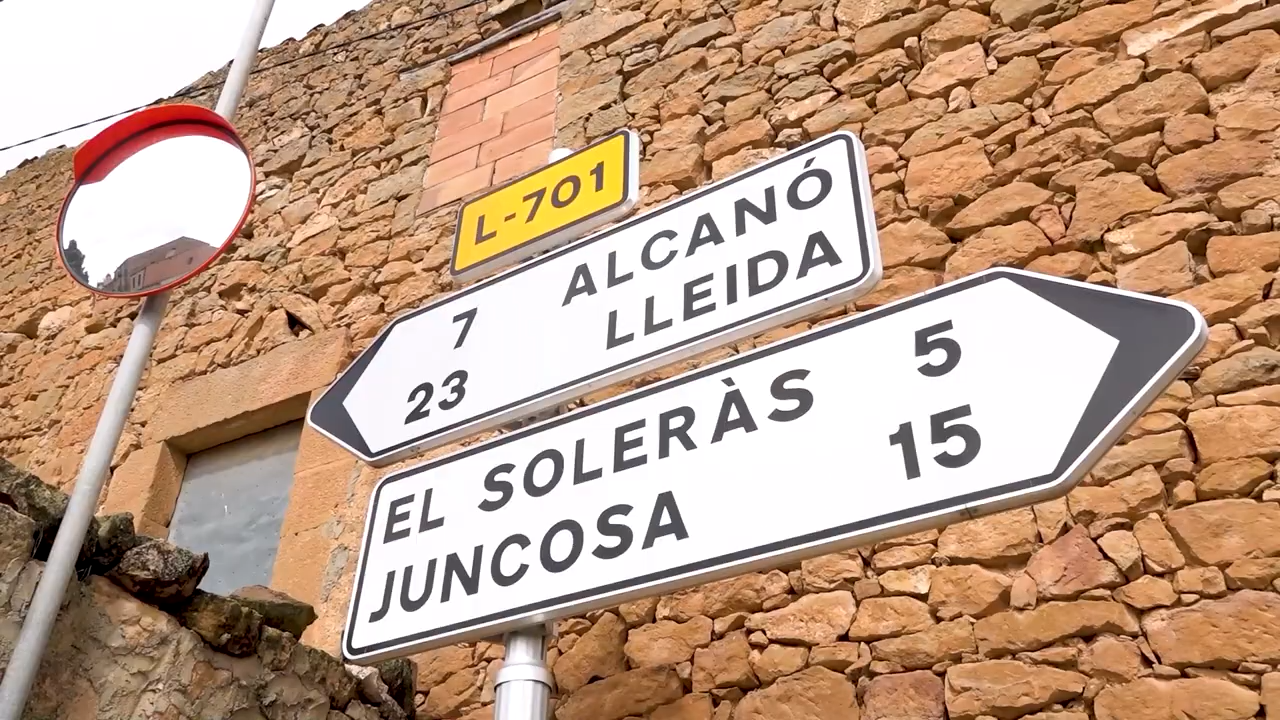 L-701
7 ALCANÓ
23 LLEIDA
EL SOLERÀS 5
JUNCOSA 15